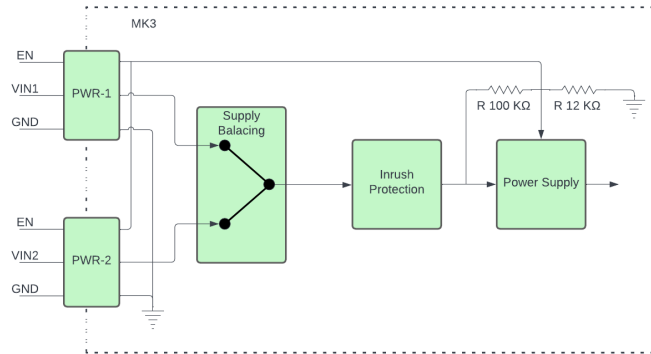 MK3
EN
VIN1
GND
PWR-1
Supply
Balacing
R 100 KΩ
R 12 KΩ
Inrush
Protection
Power Supply
EN
VIN2
GND
PWR-2